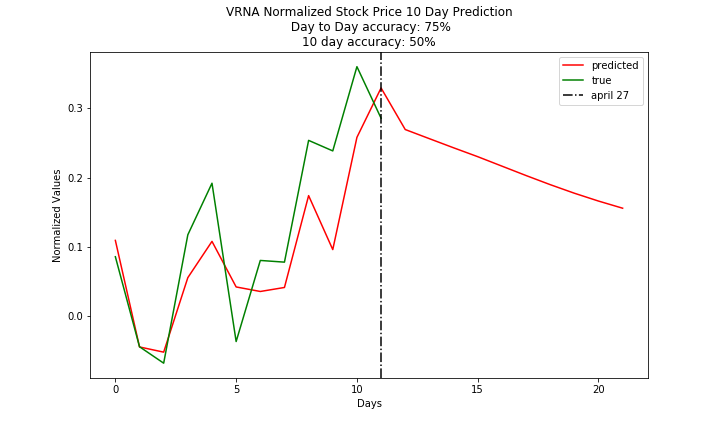 VRNA Normalized Stock Price 10 Day Prediction
Day to Day accuracy: 75%
10 day accuracy: 50%
predicted
true
april 27
Normalized Values
0.3
0.2
0.1
0.0
0 5 10 15 20
Days